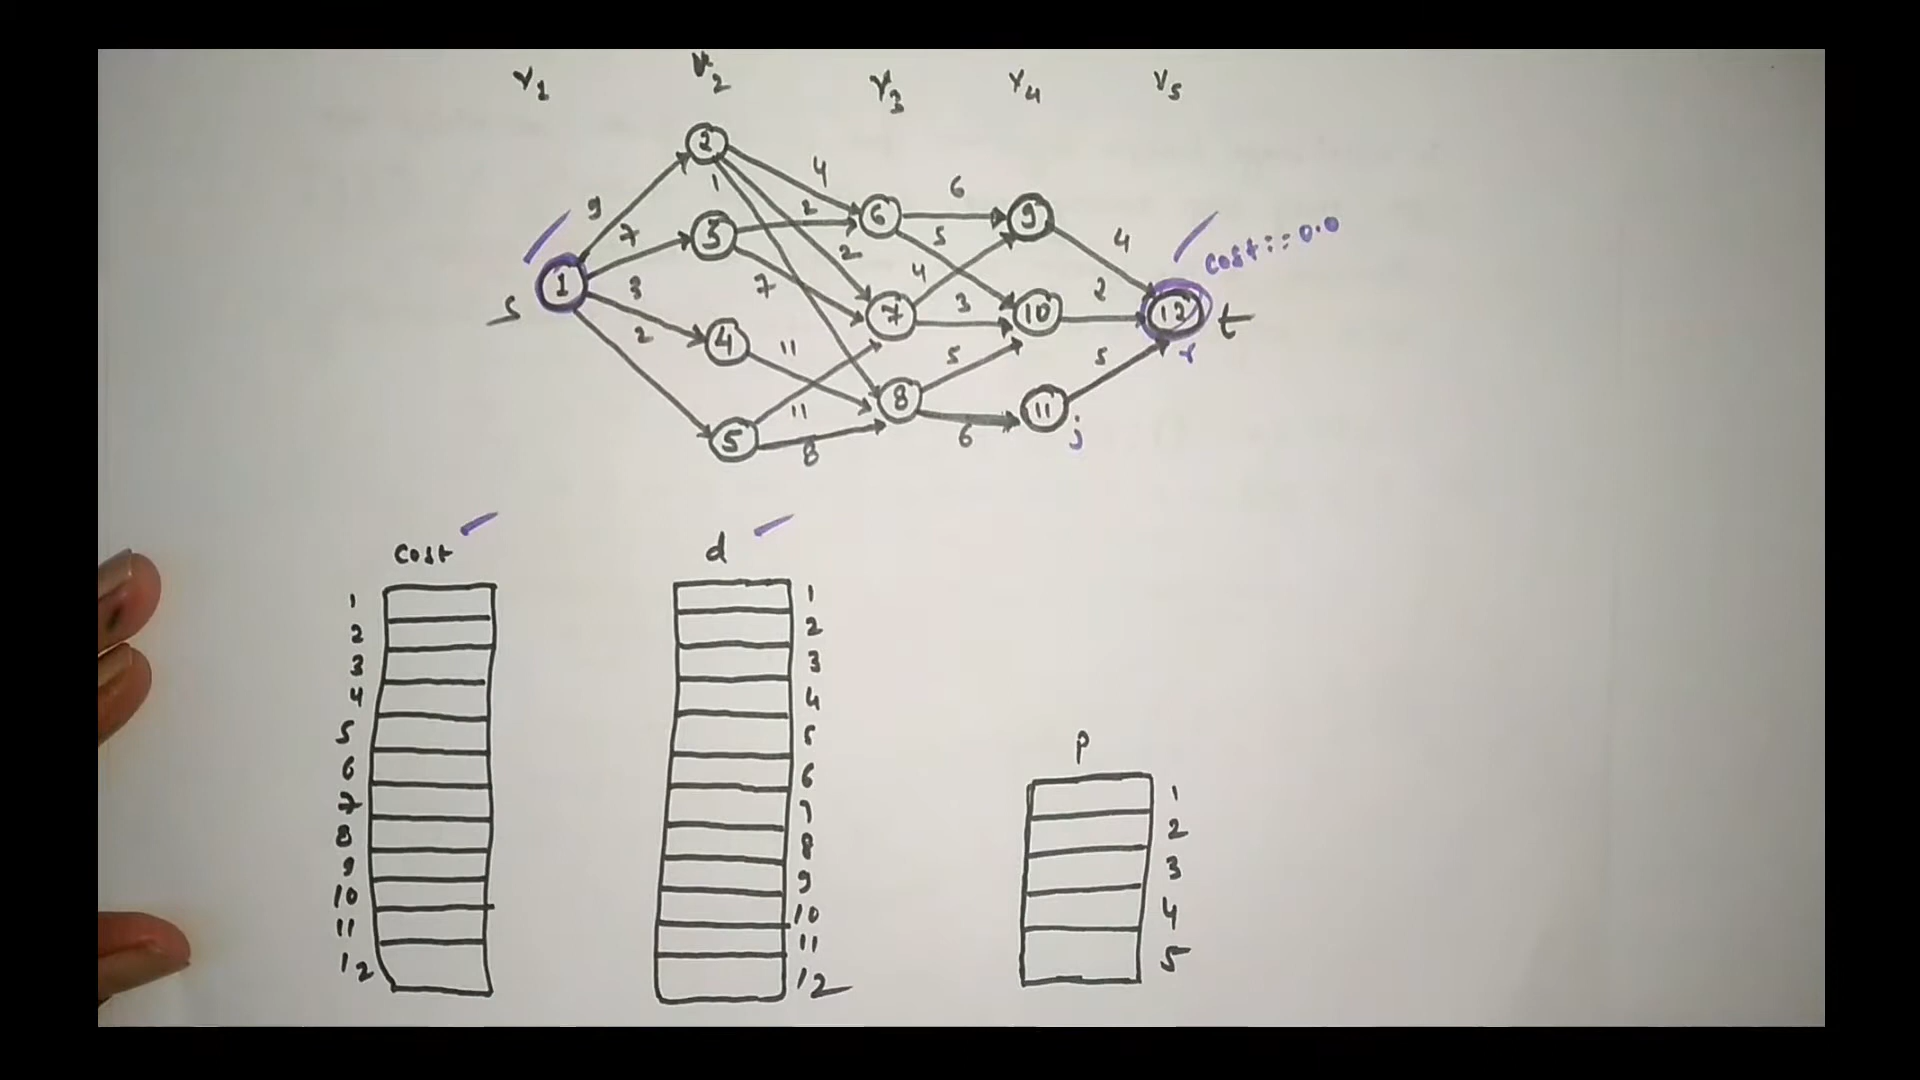 V1 V2 V3 V4 V5
2
4
1
9 7 2 6 6 9
3 5 4
2 cost::=0.0
1 3 7 4 2
S 7 3 10 12 t
2 4 11 r
5 5
11 8 11
5 6 j
8
cost d
1 1
2 2
3 3
4 4
5 5
P
6 6
1
7 7
2
8 8
3
9 9
10 10 4
11 11
12 12 5